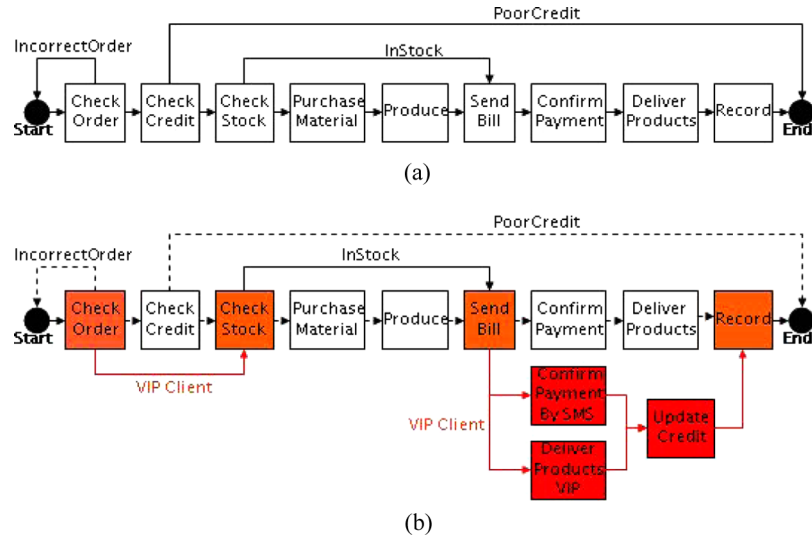 PoorCredit
IncorrectOrder
InStock
Check
Order
Check
Credit
Check
Stock
Purchase
Material
Produce
Send
Bill
Confirm
Payment
Deliver
Products
Record
Start
End
(a)
PoorCredit
IncorrectOrder
InStock
Check
Order
Check
Credit
Check
Stock
Purchase
Material
Produce
Send
Bill
Confirm
Payment
Deliver
Products
Record
Start
End
VIP Client
VIP Client
Confirm
Payment
By SMS
Update
Credit
Deliver
Products
VIP
(b)